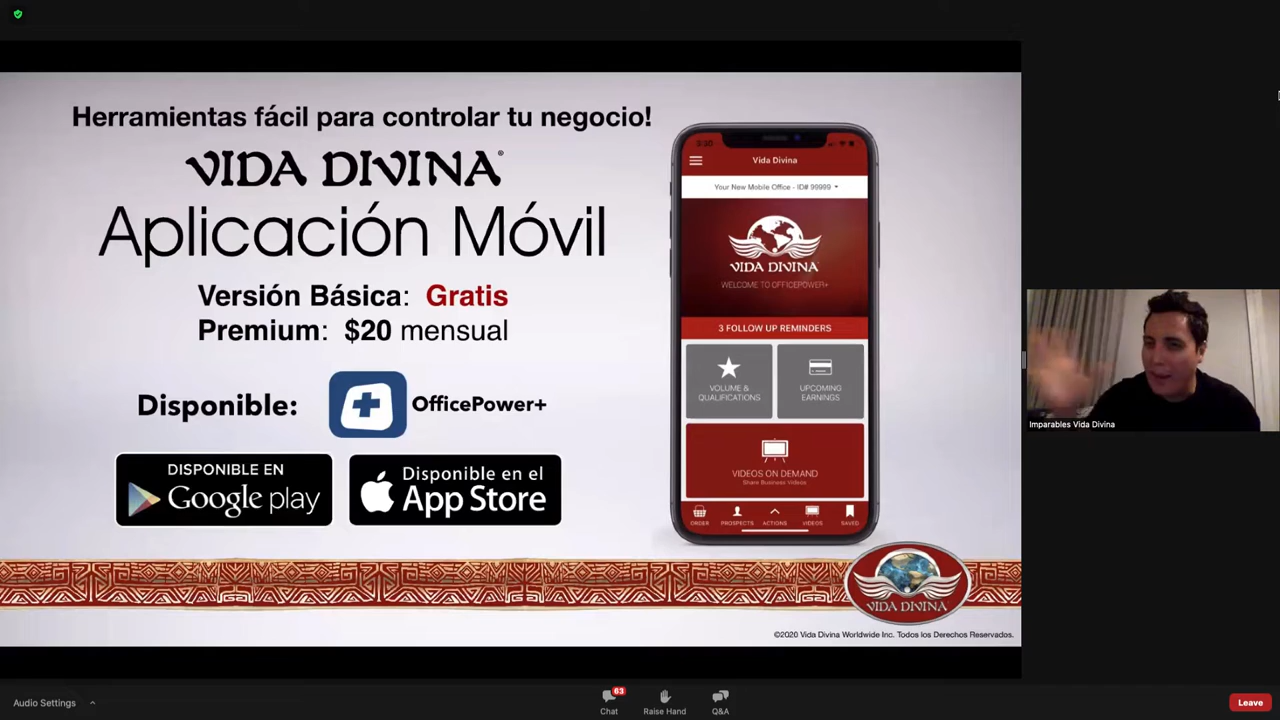 Herramientas fácil para controlar tu negocio!
VIDA DIVINA®
Aplicación Móvil
Versión Básica: Gratis
Premium: $20 mensual
Disponible: OfficePower+
DISPONIBLE EN
Google play
Disponible en el
App Store
3:35
Vida Divina
Your New Mobile Office - ID# 99999
VIDA DIVINA
WELCOME TO OFFICEPOWER+
3 FOLLOW UP REMINDERS
VOLUME &
QUALIFICATIONS
UPCOMING
EARNINGS
VIDEOS ON DEMAND
Share Business Videos
ORDER PROSPECTS ACTIONS VIDEOS SAVED
VIDA DIVINA
©2020 Vida Divina Worldwide Inc. Todos los Derechos Reservados.
Imparables Vida Divina
Audio Settings
63
Chat
Raise Hand
Q&A
Leave